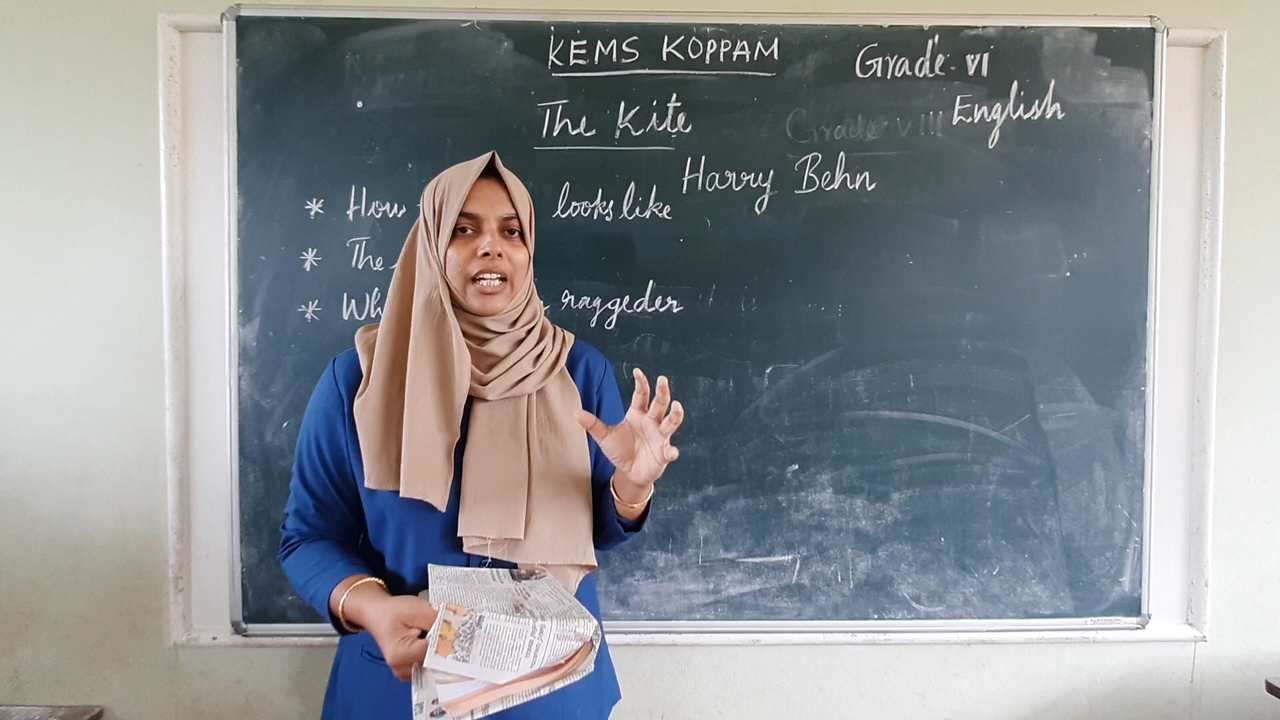 KEMS KOPPAM
Grade VI
The Kite
Grade VIII
English
Harry Behn
* How looks like
* The
* Wh raggeder